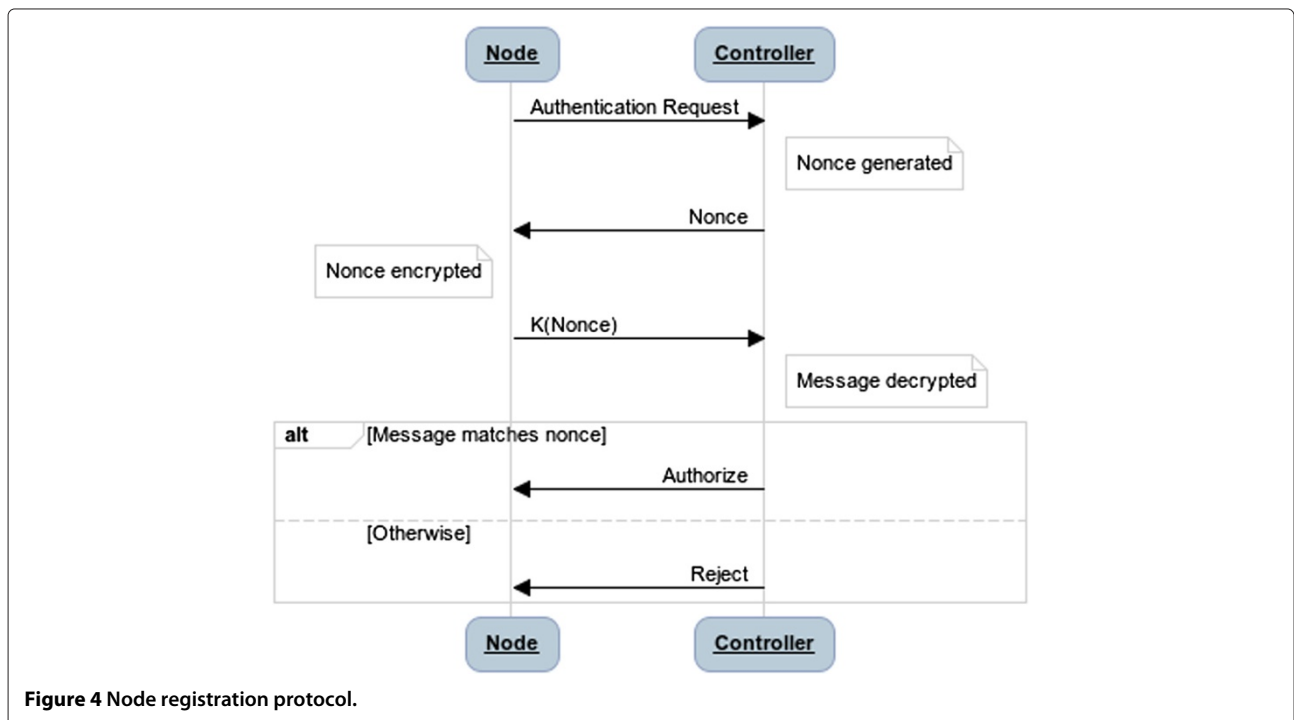 Node
Controller
Authentication Request
Nonce generated
Nonce
Nonce encrypted
K(Nonce)
Message decrypted
alt
[Message matches nonce]
Authorize
[Otherwise]
Reject
Node
Controller
Figure 4 Node registration protocol.